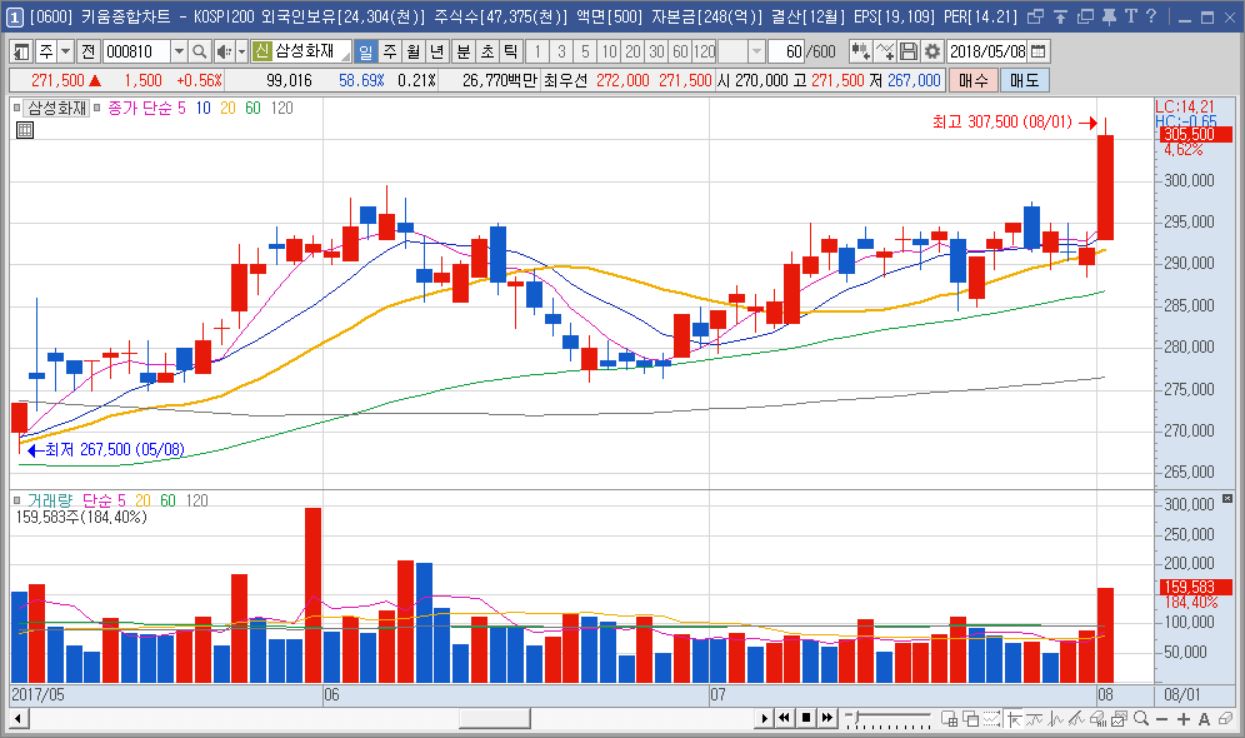 1 [0600] 키움종합차트 - KOSPI200 외국인보유[24,304(천)] 주식수[47,375(천)] 액면[500] 자본금[248(억)] 결산[12월] EPS[19,109] PER[14.21] T ?
주 전 000810 신 삼성화재 일 주 월 년 분 초 틱 1 3 5 10 20 30 60 120 60 /600 2018/05/08
271,500 ▲ 1,500 +0.56% 99,016 58.69% 0.21% 26,770백만 최우선 272,000 271,500 시 270,000 고 271,500 저 267,000 매수 매도
삼성화재 종가 단순 5 10 20 60 120
LC:14.21
최고 307,500 (08/01) →
HC:-0.65
305,500
4.62%
300,000
295,000
290,000
285,000
280,000
275,000
270,000
←최저 267,500 (05/08)
265,000
거래량 단순 5 20 60 120
159,583주(184.40%)
300,000
250,000
200,000
159,583
184.40%
100,000
50,000
2017/05 06 07 08 08/01
A